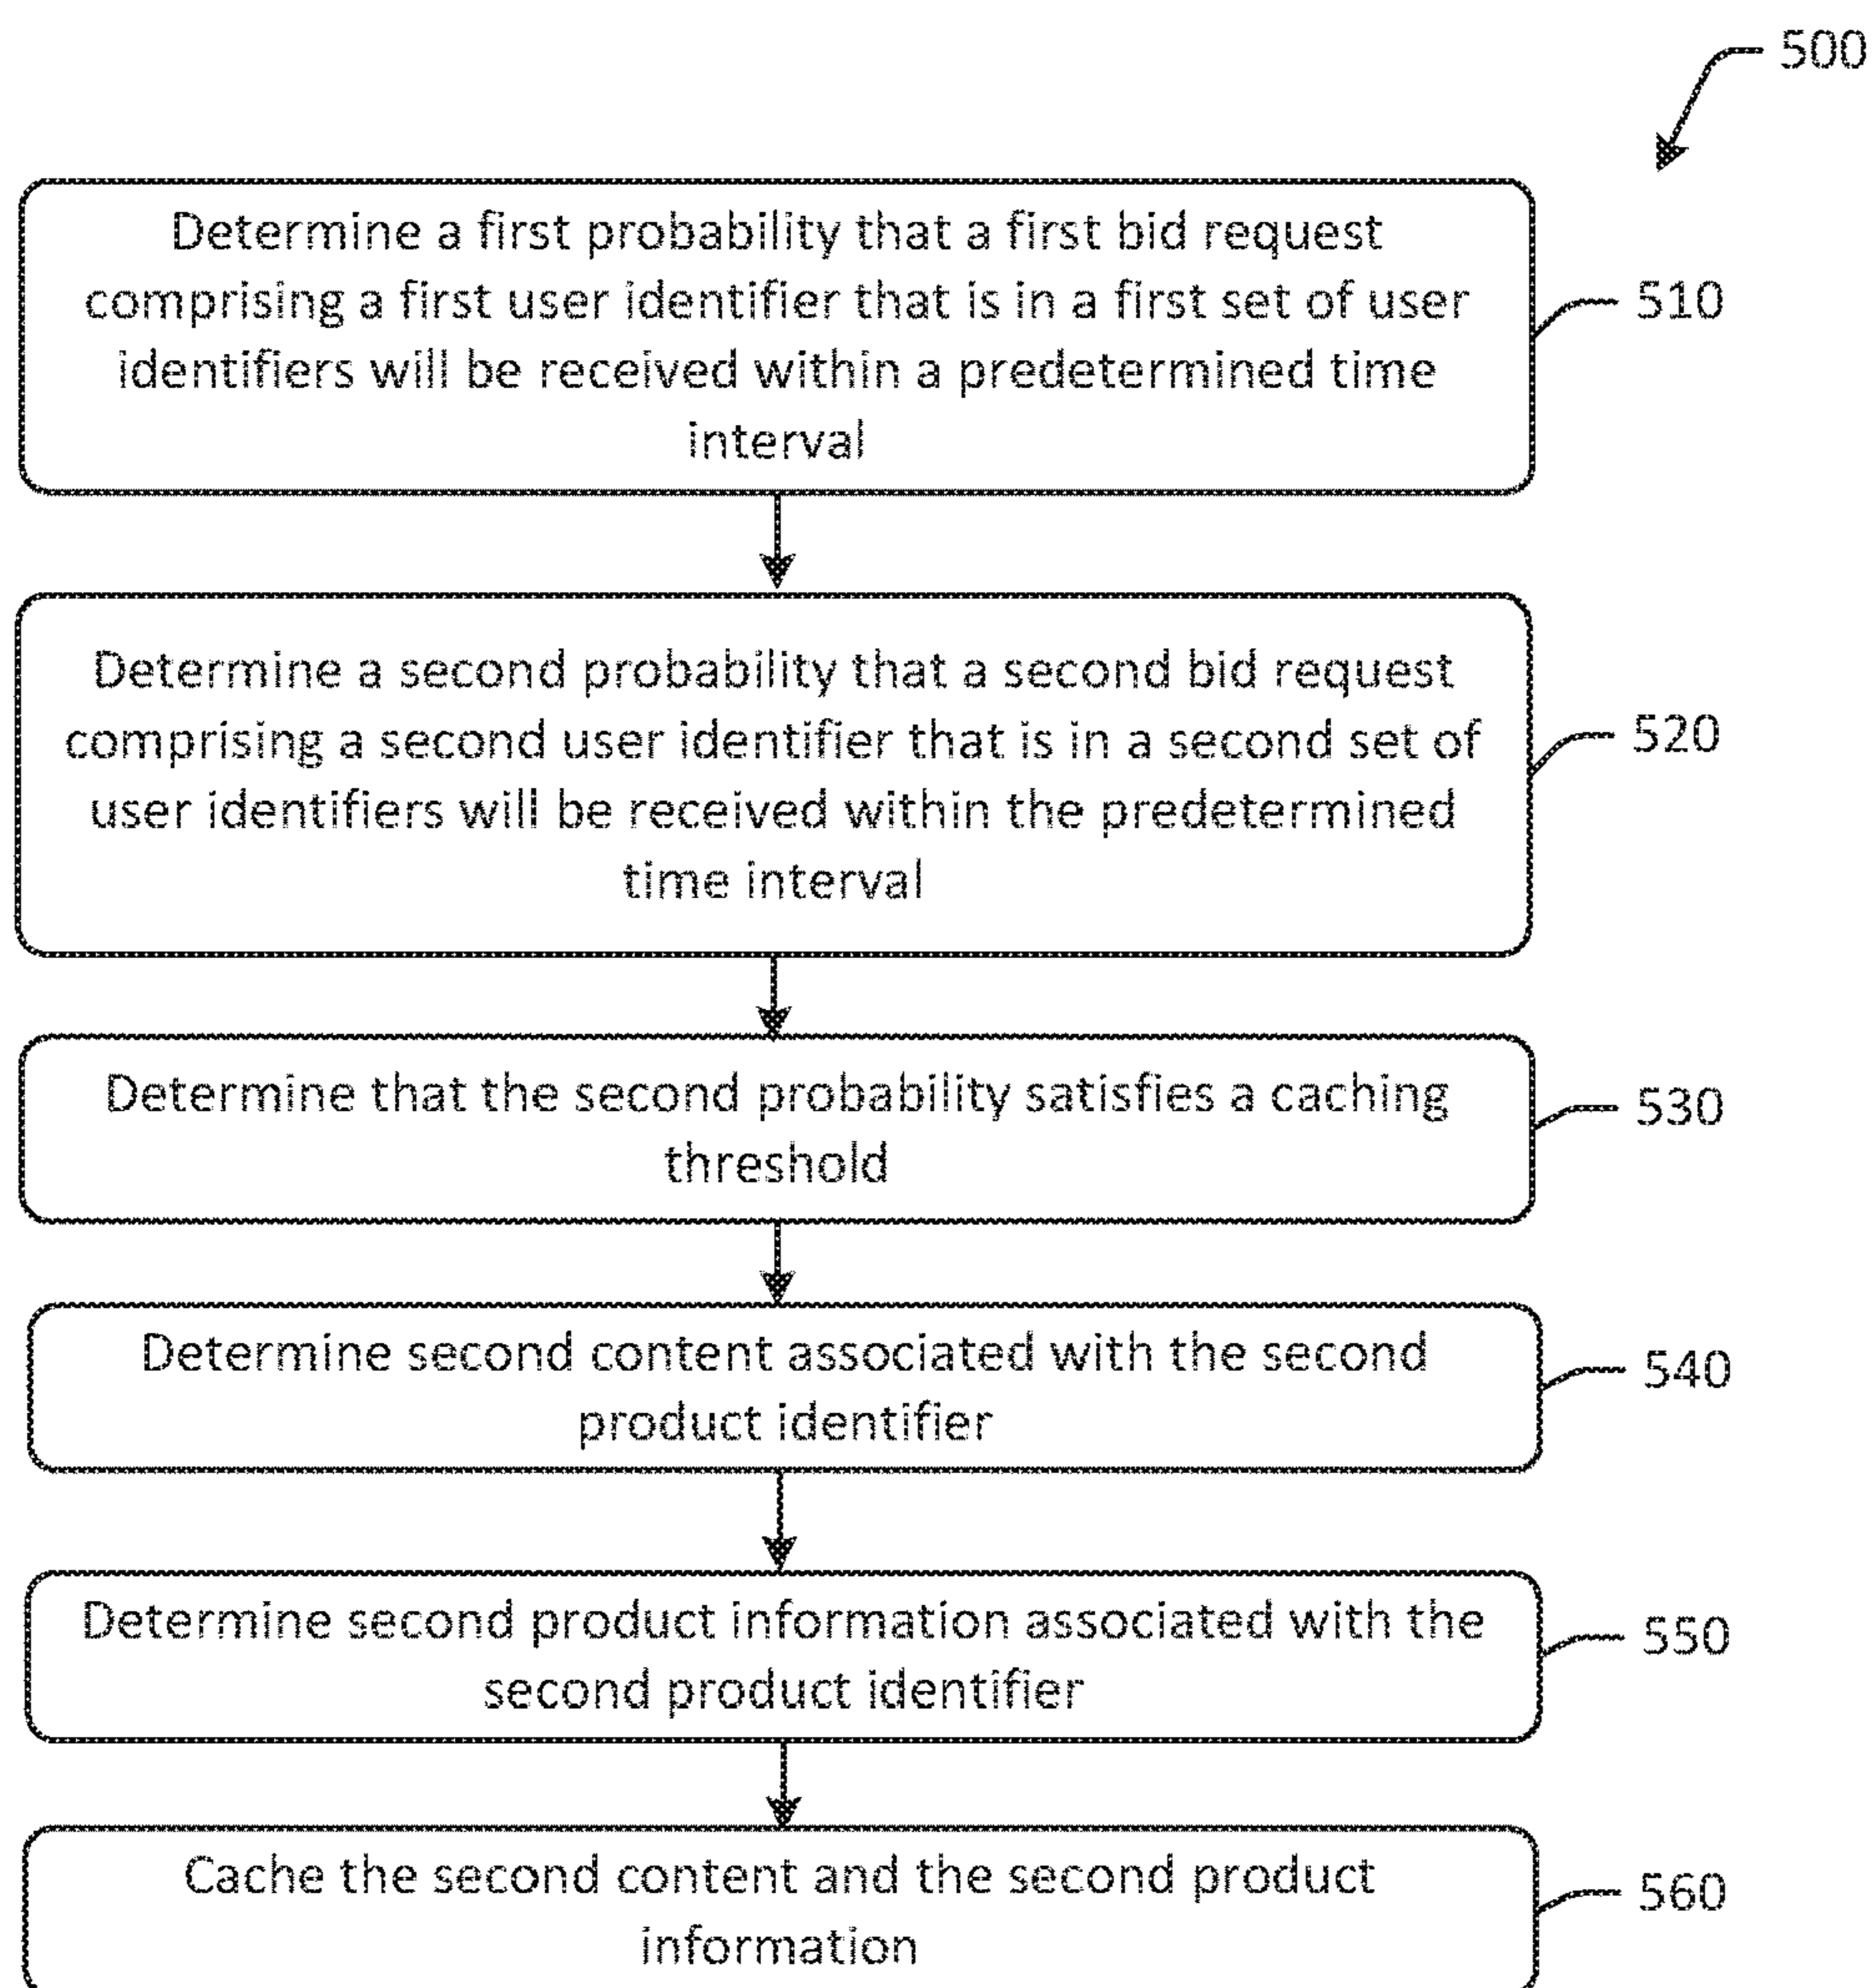 500
Determine a first probability that a first bid request
comprising a first user identifier that is in a first set of user
identifiers will be received within a predetermined time
interval
510
Determine a second probability that a second bid request
comprising a second user identifier that is in a second set of
user identifiers will be received within the predetermined
time interval
520
Determine that the second probability satisfies a caching
threshold
530
Determine second content associated with the second
product identifier
540
Determine second product information associated with the
second product identifier
550
Cache the second content and the second product
information
560